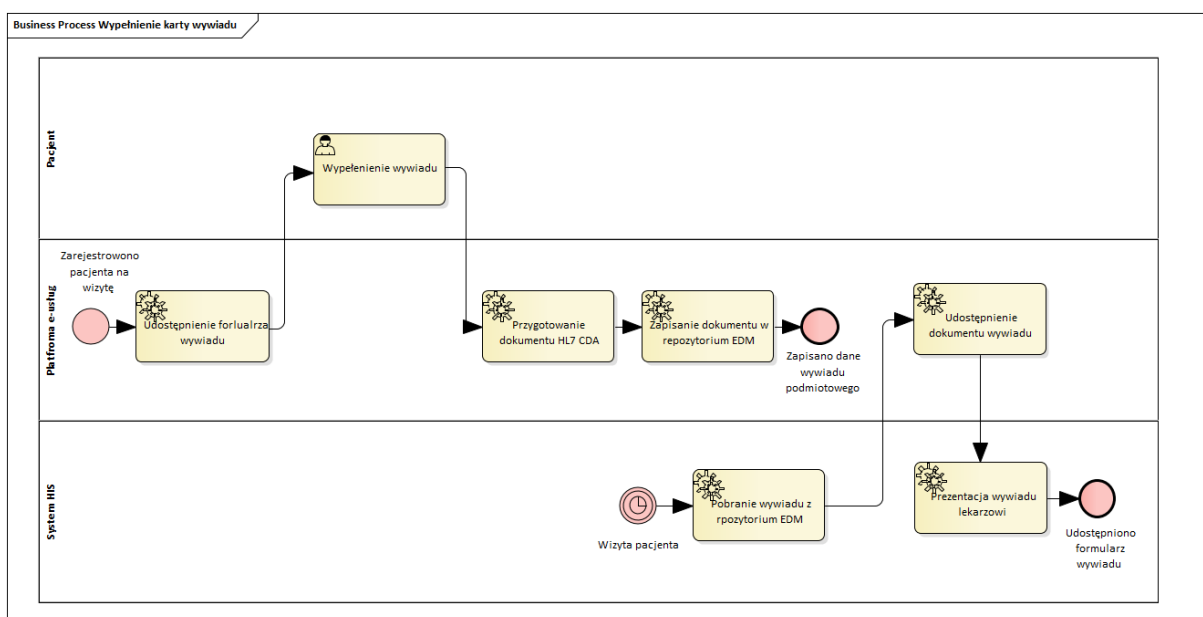 Business Process Wypełnienie karty wywiadu
Pacjent
Wypełenienie wywiadu
Platfroma e-usług
Zarejestrowono
pacjenta na
wizytę
Udostępnienie forlualrza
wywiadu
Przygotowanie
dokumentu HL7 CDA
Zapisanie dokumentu w
repozytorium EDM
Zapisano dane
wywiadu
podmiotowego
Udostępnienie
dokumentu wywiadu
System HIS
Wizyta pacjenta
Pobranie wywiadu z
rpozytorium EDM
Prezentacja wywiadu
lekarzowi
Udostępniono
formularz
wywiadu